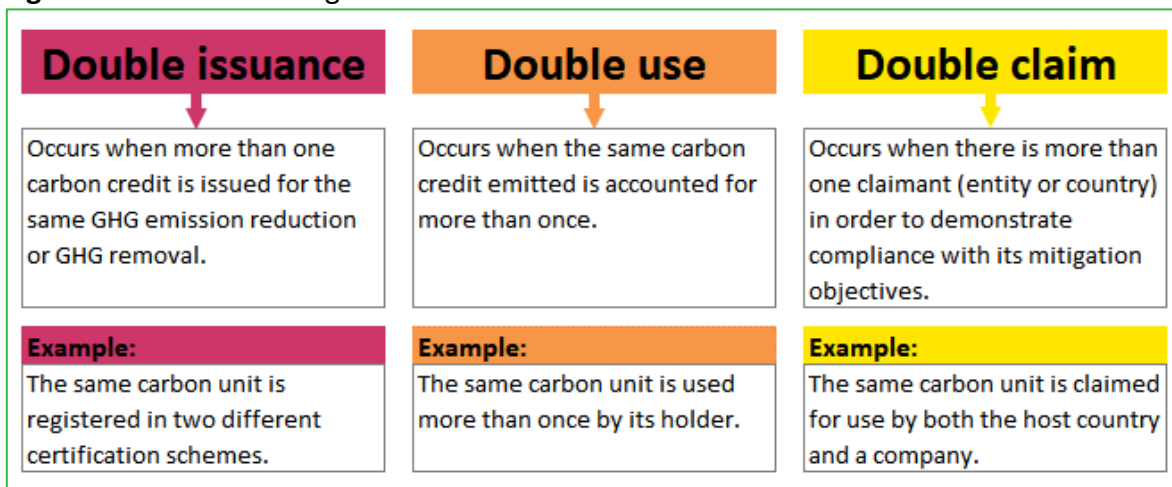 Double issuance
Occurs when more than one
carbon credit is issued for the
same GHG emission reduction
or GHG removal.
Example:
The same carbon unit is
registered in two different
certification schemes.
Double use
Occurs when the same carbon
credit emitted is accounted for
more than once.
Example:
The same carbon unit is used
more than once by its holder.
Double claim
Occurs when there is more than
one claimant (entity or country)
in order to demonstrate
compliance with its mitigation
objectives.
Example:
The same carbon unit is claimed
for use by both the host country
and a company.